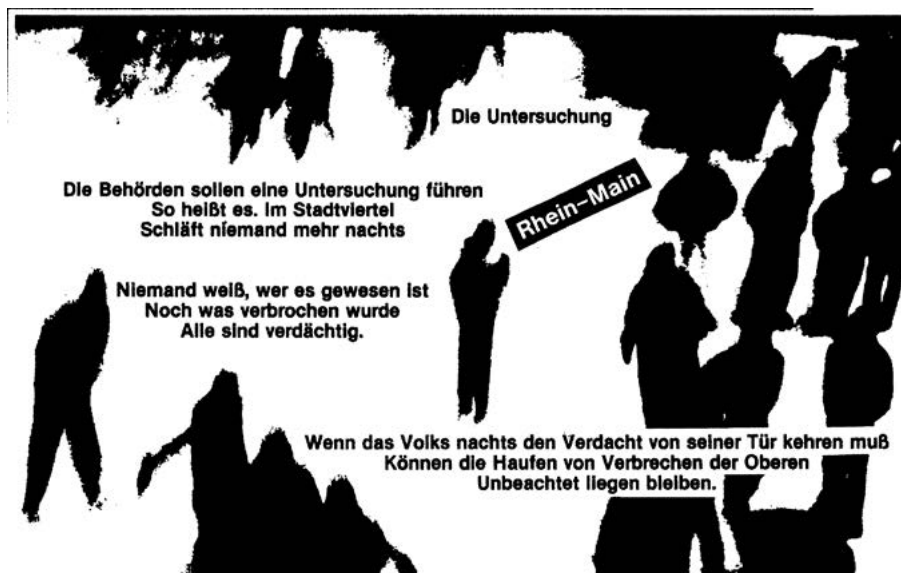 Die Untersuchung
Rhein-Main
Die Behörden sollen eine Untersuchung führen
So heißt es. Im Stadtviertel
Schläft niemand mehr nachts
Niemand weiß, wer es gewesen ist
Noch was verbrochen wurde
Alle sind verdächtig.
Wenn das Volks nachts den Verdacht von seiner Tür kehren muß
Können die Haufen von Verbrechen der Oberen
Unbeachtet liegen bleiben.